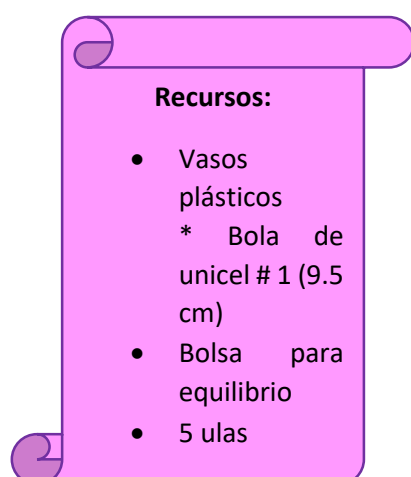 Recursos:
• Vasos
plásticos
* Bola de
unicel # 1 (9.5
cm)
• Bolsa para
equilibrio
• 5 ulas